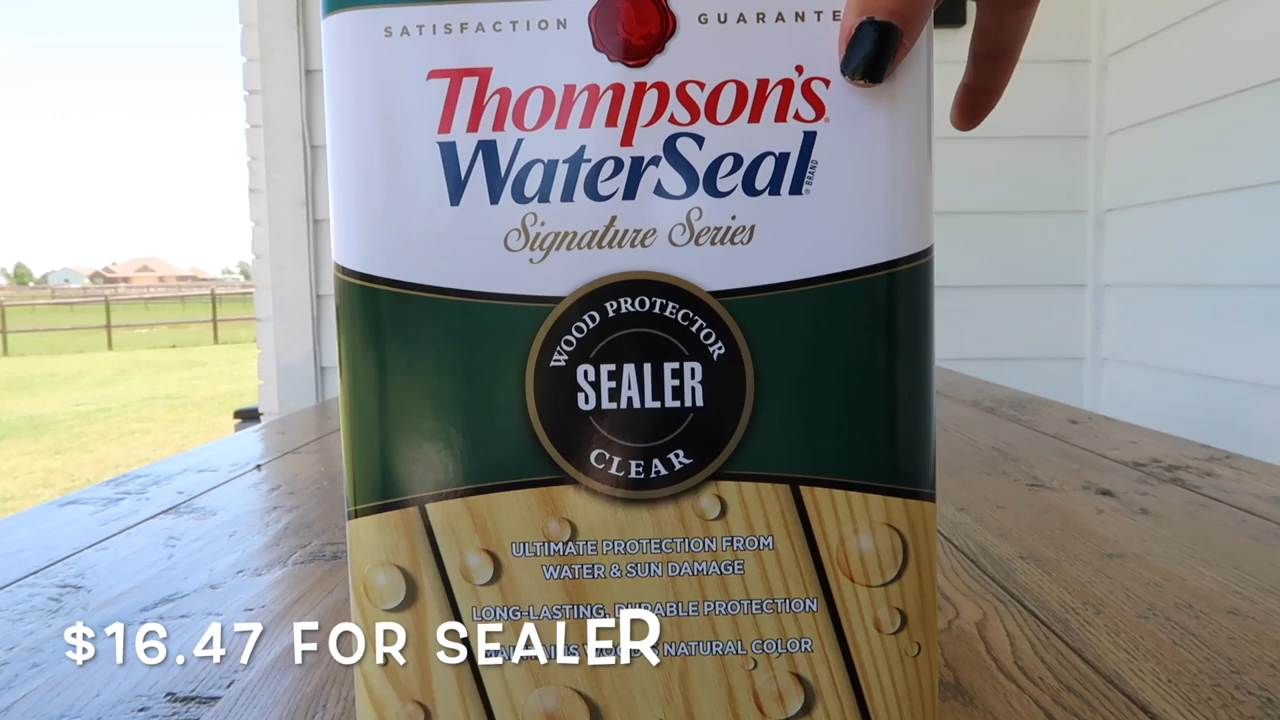 SATISFACTION GUARANTE
Thompson's
WaterSeal
BRAND
Signature Series
WOOD PROTECTOR
SEALER
CLEAR
ULTIMATE PROTECTION FROM
WATER & SUN DAMAGE
LONG-LASTING, DURABLE PROTECTION
NATURAL COLOR
$16.47 FOR SEALER